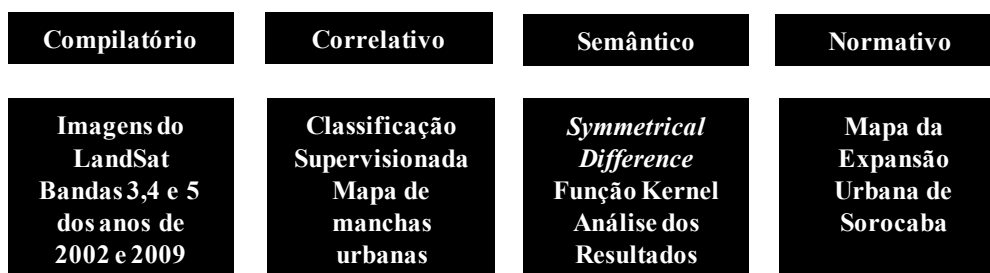 Compilatório
Correlativo
Semântico
Normativo
Imagens do
LandSat
Bandas 3,4 e 5
dos anos de
2002 e 2009
Classificação
Supervisionada
Mapa de
manchas
urbanas
Symmetrical
Difference
Função Kernel
Análise dos
Resultados
Mapa da
Expansão
Urbana de
Sorocaba